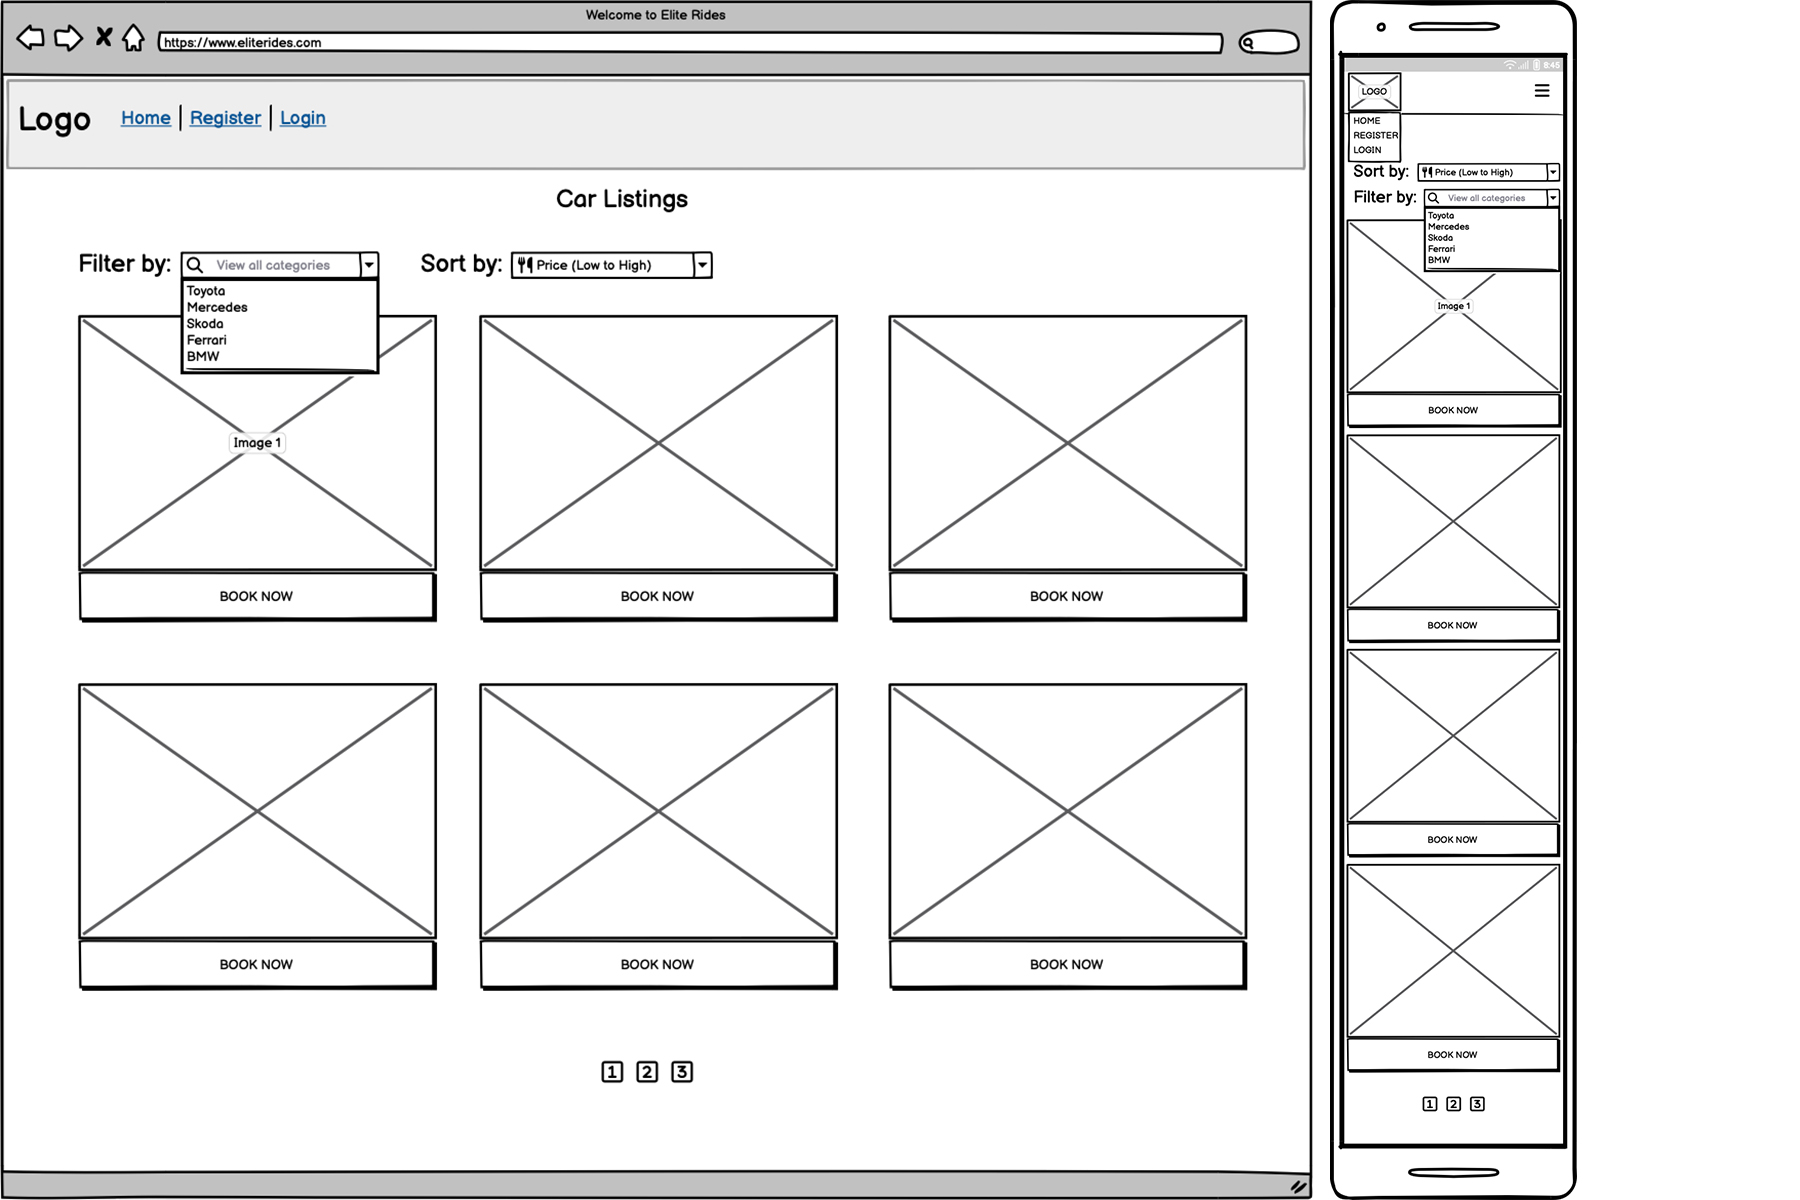 Welcome to Elite Rides
https://www.eliterides.com
Logo Home Register Login
Car Listings
Filter by: View all categories Sort by: Price (Low to High)
Toyota
Mercedes
Skoda
Ferrari
BMW
Image 1
BOOK NOW BOOK NOW BOOK NOW
BOOK NOW BOOK NOW BOOK NOW
1 2 3
8:45
LOGO
HOME
REGISTER
LOGIN
Sort by: Price (Low to High)
Filter by: View all categories
Toyota
Mercedes
Skoda
Ferrari
BMW
Image 1
BOOK NOW
BOOK NOW
BOOK NOW
BOOK NOW
1 2 3